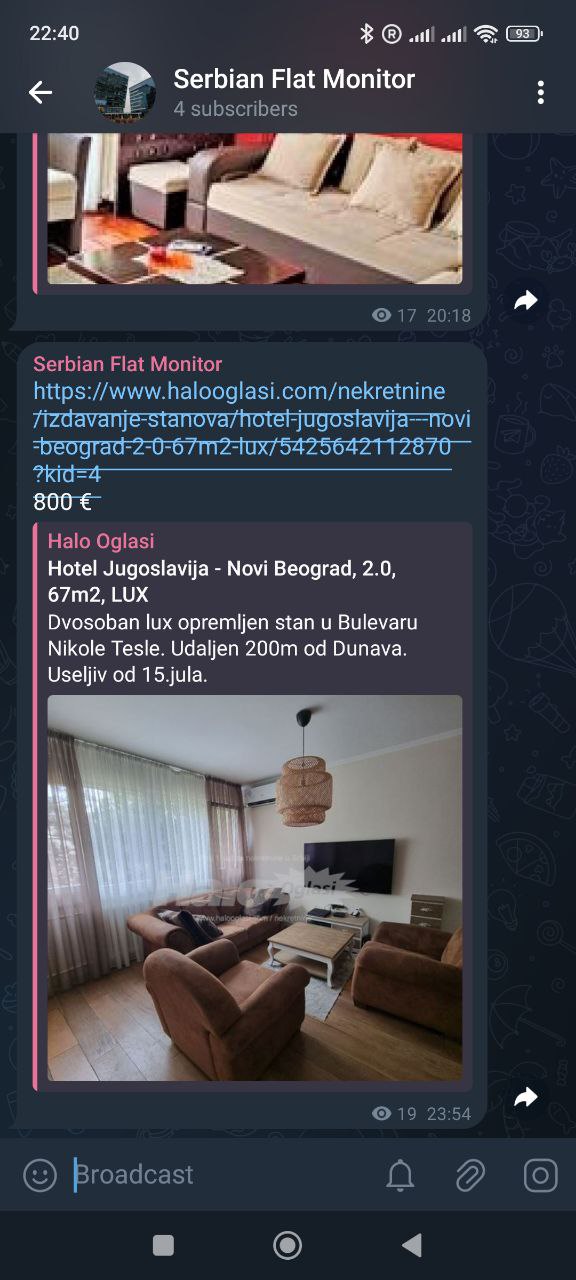 22:40
R
93
Serbian Flat Monitor
4 subscribers
17 20:18
Serbian Flat Monitor
https://www.halooglasi.com/nekretnine
/izdavanje-stanova/hotel-jugoslavija---novi
-beograd-2-0-67m2-lux/5425642112870
?kid=4
800 €
Halo Oglasi
Hotel Jugoslavija - Novi Beograd, 2.0,
67m2, LUX
Dvosoban lux opremljen stan u Bulevaru
Nikole Tesle. Udaljen 200m od Dunava.
Useljiv od 15.jula.
Oglasi
www.halooglasi.com / nekretnine
19 23:54
Broadcast